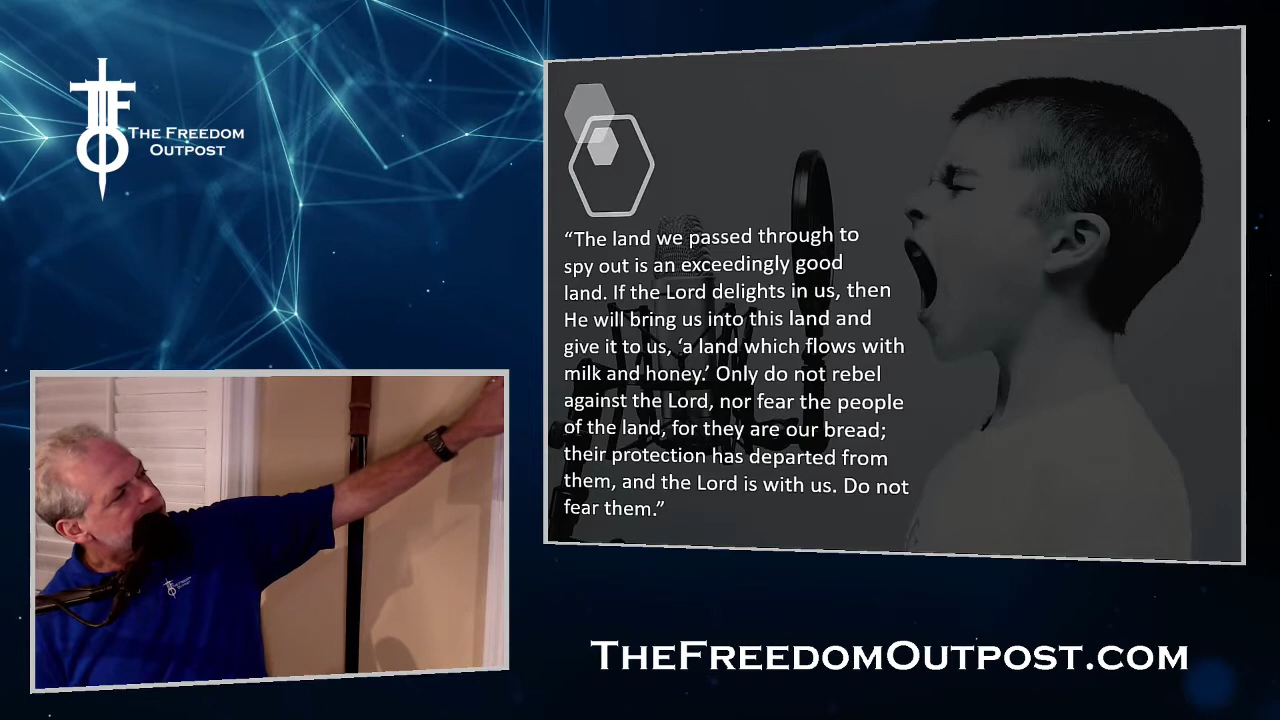 The Freedom
Outpost
“The land we passed through to
spy out is an exceedingly good
land. If the Lord delights in us, then
He will bring us into this land and
give it to us, ‘a land which flows with
milk and honey.’ Only do not rebel
against the Lord, nor fear the people
of the land, for they are our bread;
their protection has departed from
them, and the Lord is with us. Do not
fear them.”
The Freedom
Outpost
TheFreedomOutpost.com